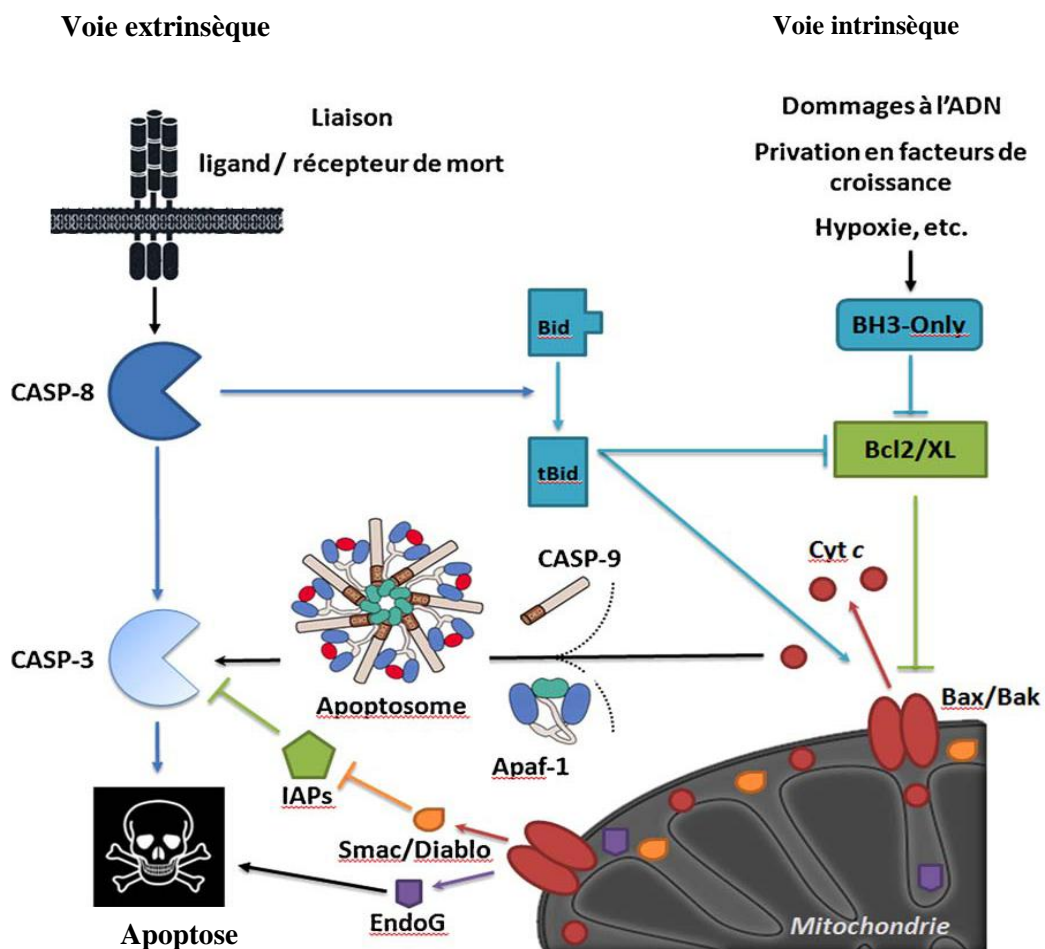 Voie extrinsèque
Voie intrinsèque
Liaison
ligand / récepteur de mort
Dommages à l'ADN
Privation en facteurs de
croissance
Hypoxie, etc.
Bid
BH3-Only
CASP-8
tBid
Bcl2/XL
CASP-9
Cyt c
CASP-3
Apoptosome
Apaf-1
Bax/Bak
IAPs
Smac/Diablo
EndoG
Mitochondrie
Apoptose